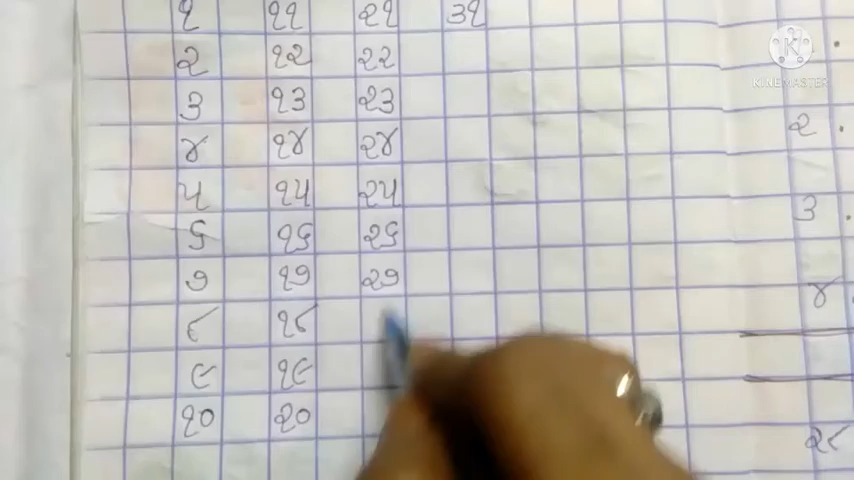 ૧ ૧૧ ૨૧ ૩૧
૨ ૧૨ ૨૨
૩ ૧૩ ૨૩
૪ ૧૪ ૨૪
૫ ૧૫ ૨૫
૬ ૧૬ ૨૬
૭ ૧૭ ૨૭
૮ ૧૮
૯ ૧૯
૧૦ ૨૦
૨.
૩.
૪
K
KINEMASTER